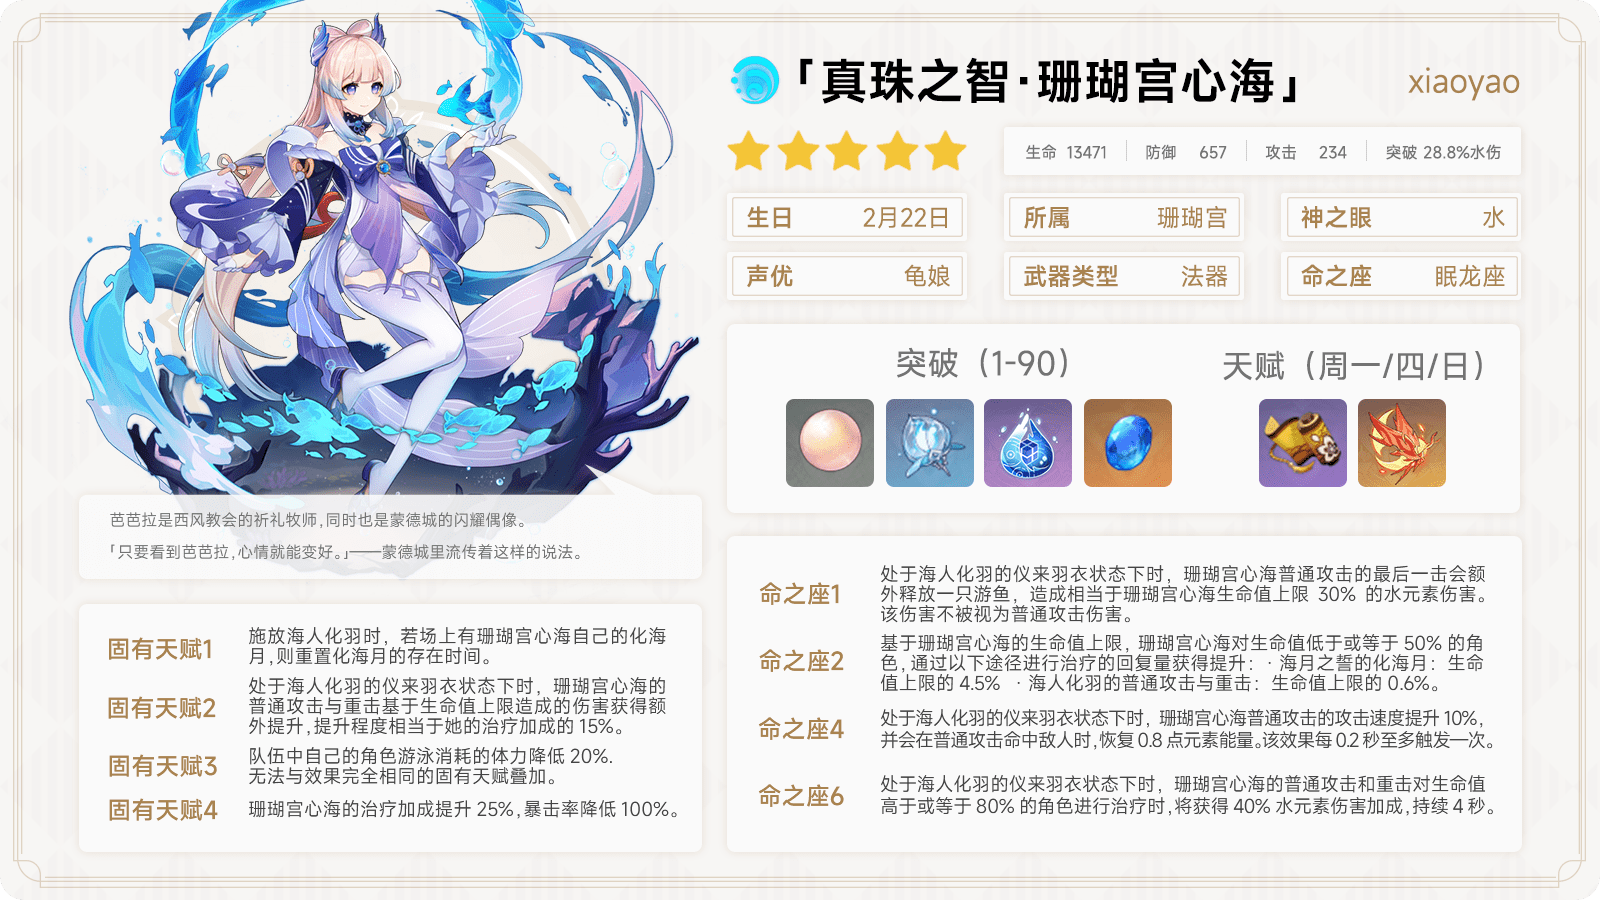 「真珠之智·珊瑚宫心海」
xiaoyao
生命 13471 防御 657 攻击 234 突破 28.8%水伤
生日 2月22日
所属 珊瑚宫
神之眼 水
声优 龟娘
武器类型 法器
命之座 眠龙座
突破（1-90）
天赋（周一/四/日）
芭芭拉是西风教会的祈礼牧师,同时也是蒙德城的闪耀偶像。
「只要看到芭芭拉,心情就能变好。」——蒙德城里流传着这样的说法。
固有天赋1
施放海人化羽时，若场上有珊瑚宫心海自己的化海
月,则重置化海月的存在时间。
固有天赋2
处于海人化羽的仪来羽衣状态下时，珊瑚宫心海的
普通攻击与重击基于生命值上限造成的伤害获得额
外提升,提升程度相当于她的治疗加成的 15%。
固有天赋3
队伍中自己的角色游泳消耗的体力降低 20%.
无法与效果完全相同的固有天赋叠加。
固有天赋4
珊瑚宫心海的治疗加成提升 25%,暴击率降低 100%。
命之座1
处于海人化羽的仪来羽衣状态下时，珊瑚宫心海普通攻击的最后一击会额
外释放一只游鱼，造成相当于珊瑚宫心海生命值上限 30% 的水元素伤害。
该伤害不被视为普通攻击伤害。
命之座2
基于珊瑚宫心海的生命值上限，珊瑚宫心海对生命值低于或等于 50% 的角
色,通过以下途径进行治疗的回复量获得提升：·海月之誓的化海月：生命
值上限的 4.5% ·海人化羽的普通攻击与重击：生命值上限的 0.6%。
命之座4
处于海人化羽的仪来羽衣状态下时，珊瑚宫心海普通攻击的攻击速度提升 10%,
并会在普通攻击命中敌人时,恢复 0.8 点元素能量。该效果每 0.2 秒至多触发一次。
命之座6
处于海人化羽的仪来羽衣状态下时，珊瑚宫心海的普通攻击和重击对生命值
高于或等于 80% 的角色进行治疗时,将获得 40% 水元素伤害加成,持续 4 秒。